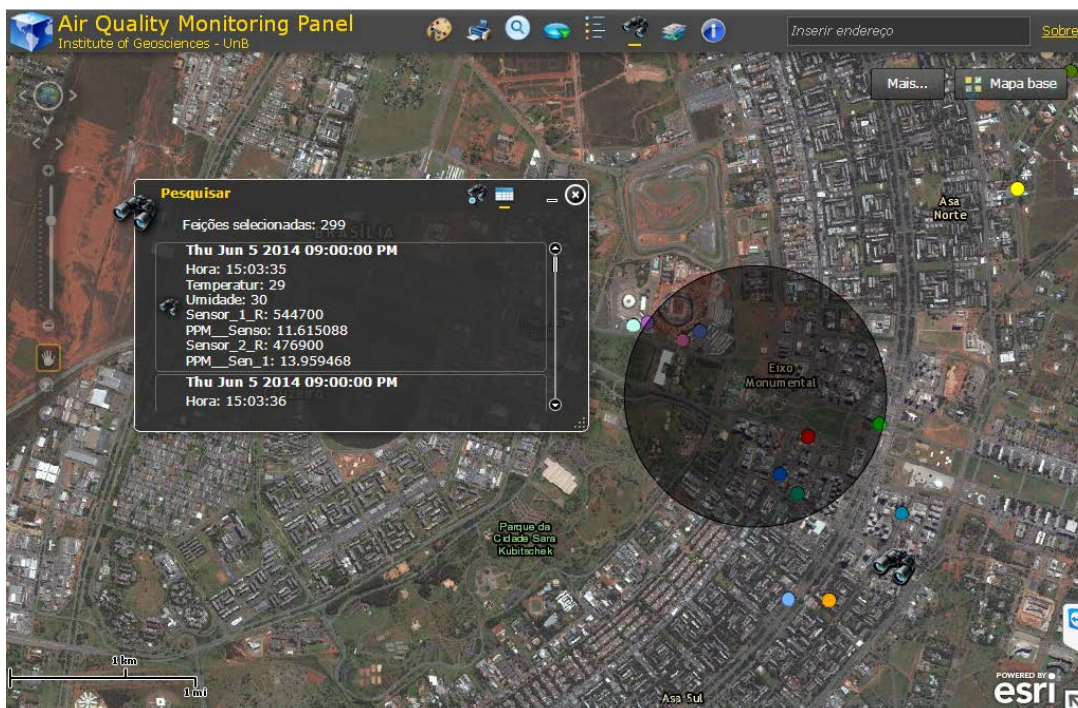 Air Quality Monitoring Panel
Institute of Geosciences - UnB
Inserir endereço
Sobre
Mais...
Mapa base
Pesquisar
Feições selecionadas: 299
Thu Jun 5 2014 09:00:00 PM
Hora: 15:03:35
Temperatur: 29
Umidade: 30
Sensor_1_R: 544700
PPM__Senso: 11.615088
Sensor_2_R: 476900
PPM__Sen_1: 13.959468
Thu Jun 5 2014 09:00:00 PM
Hora: 15:03:36
Asa
Norte
Eixo
Monumental
Parque da
Cidade Sara
Kubitschek
1 km
1 mi
Asa Sul
POWERED BY
esri